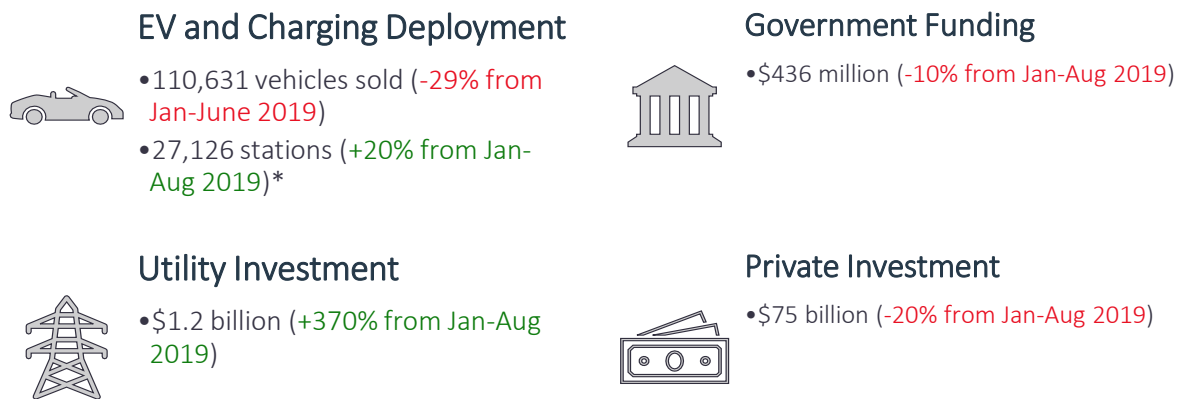 EV and Charging Deployment
•110,631 vehicles sold (-29% from
Jan-June 2019)
•27,126 stations (+20% from Jan-
Aug 2019)*
Government Funding
•$436 million (-10% from Jan-Aug 2019)
Utility Investment
•$1.2 billion (+370% from Jan-Aug
2019)
Private Investment
•$75 billion (-20% from Jan-Aug 2019)